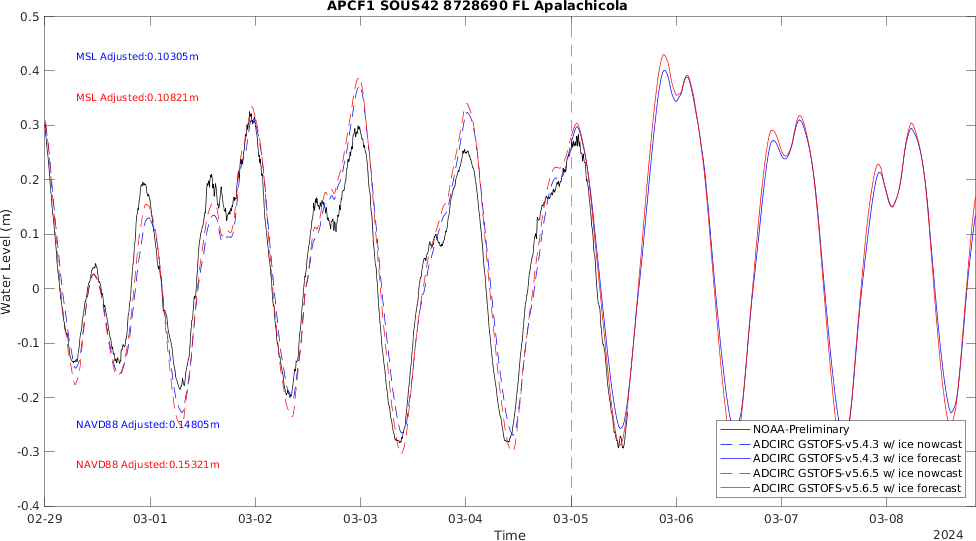 APCF1 SOUS42 8728690 FL Apalachicola
Water Level (m)
0.5
0.4
0.3
0.2
0.1
0
-0.1
-0.2
-0.3
-0.4
MSL Adjusted:0.10305m
MSL Adjusted:0.10821m
NAVD88 Adjusted:0.14805m
NAVD88 Adjusted:0.15321m
NOAA-Preliminary
ADCIRC GSTOFS-v5.4.3 w/ ice nowcast
ADCIRC GSTOFS-v5.4.3 w/ ice forecast
ADCIRC GSTOFS-v5.6.5 w/ ice nowcast
ADCIRC GSTOFS-v5.6.5 w/ ice forecast
02-29 03-01 03-02 03-03 03-04 03-05 03-06 03-07 03-08
Time
2024